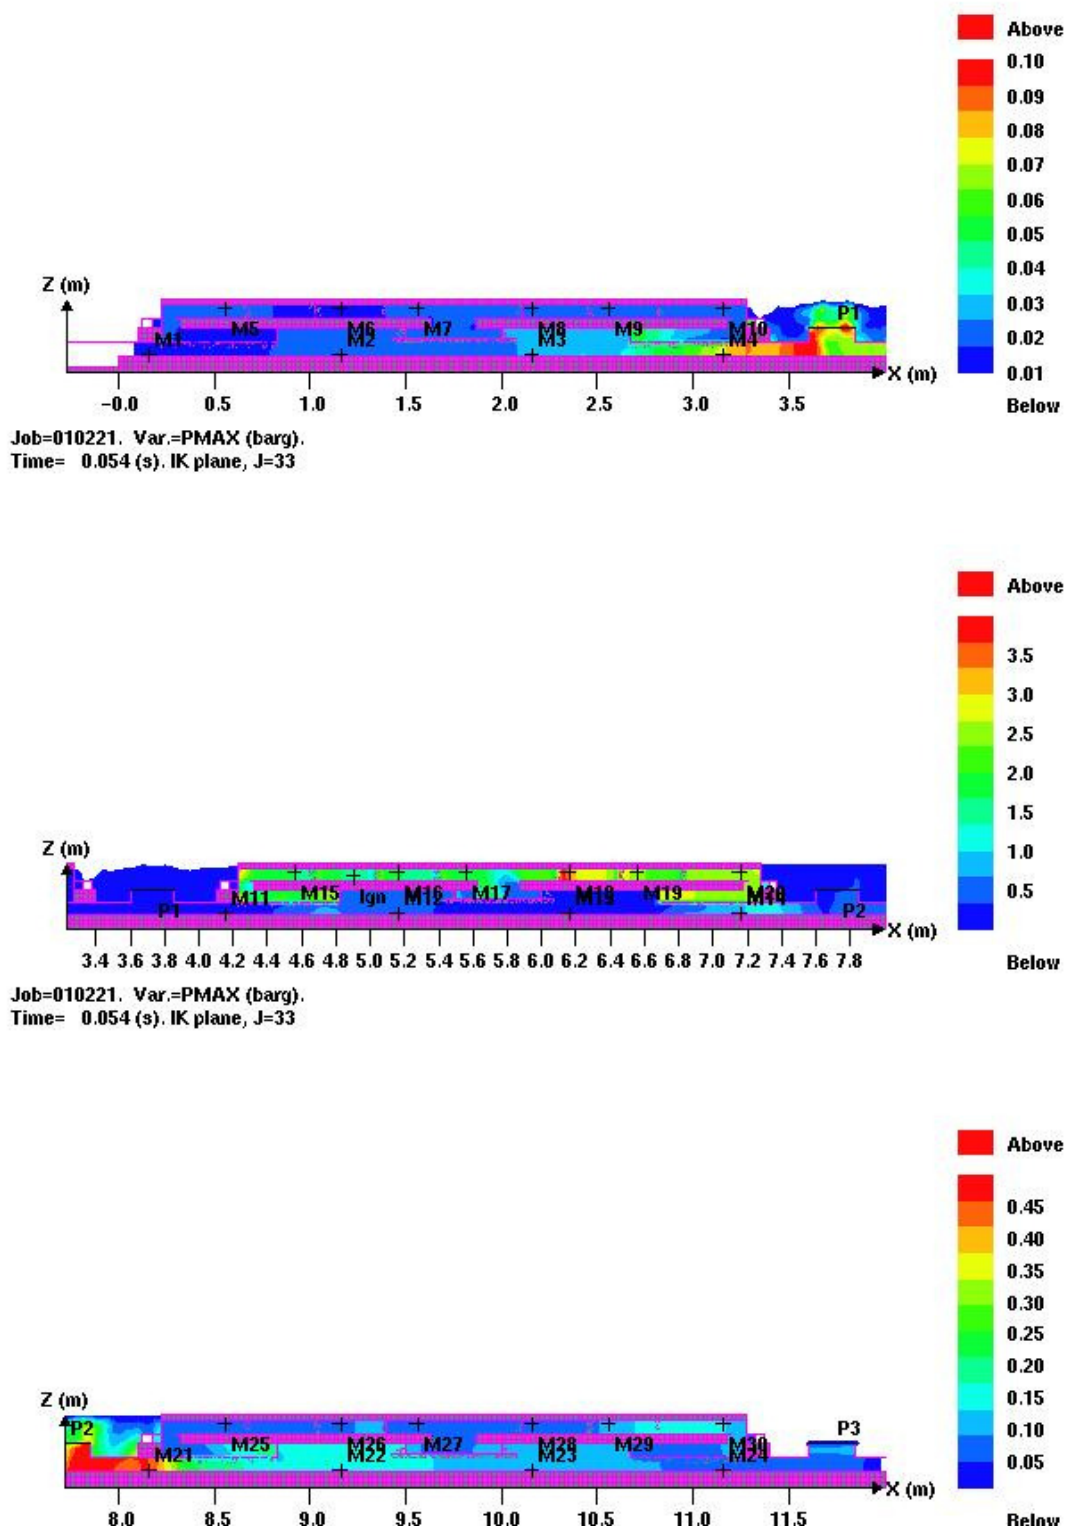 Above
0.10
0.09
0.08
0.07
0.06
0.05
0.04
0.03
0.02
0.01
Below
Z (m)
P1
M5 M6 M7 M8 M9 M10
M1 M2 M3 M4
X (m)
-0.0 0.5 1.0 1.5 2.0 2.5 3.0 3.5
Job=010221. Var.=PMAX (barg).
Time= 0.054 (s). IK plane, J=33
Above
3.5
3.0
2.5
2.0
1.5
1.0
0.5
Below
Z (m)
M15 Ign M16 M17 M18 M19 M20
P1 M11 P2
X (m)
3.4 3.6 3.8 4.0 4.2 4.4 4.6 4.8 5.0 5.2 5.4 5.6 5.8 6.0 6.2 6.4 6.6 6.8 7.0 7.2 7.4 7.6 7.8
Job=010221. Var.=PMAX (barg).
Time= 0.054 (s). IK plane, J=33
Above
0.45
0.40
0.35
0.30
0.25
0.20
0.15
0.10
0.05
Below
Z (m)
P2 P3
M25 M26 M27 M28 M29 M30
M21 M22 M23 M24
X (m)
8.0 8.5 9.0 9.5 10.0 10.5 11.0 11.5